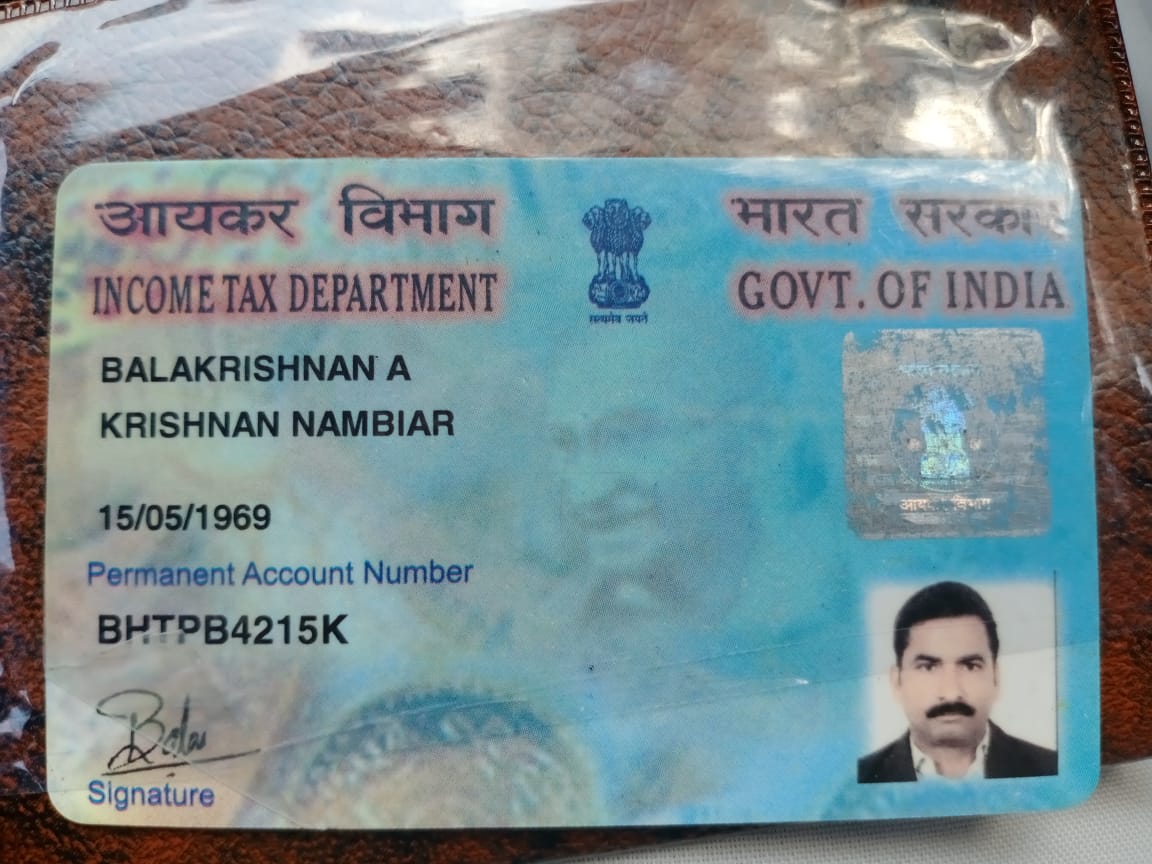 आयकर विभाग
भारत सरकार
INCOME TAX DEPARTMENT
GOVT. OF INDIA
सत्यमेव जयते
BALAKRISHNAN A
KRISHNAN NAMBIAR
15/05/1969
Permanent Account Number
BHTPB4215K
आयकर विभाग
Bala
Signature